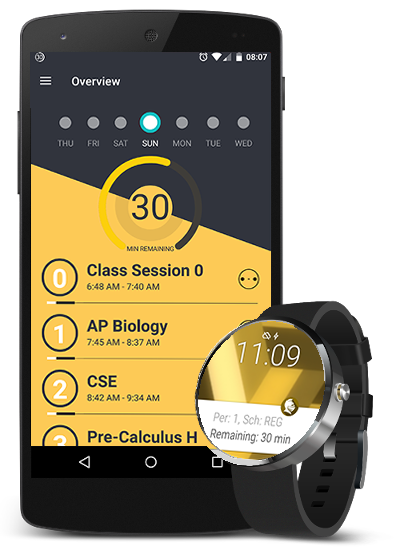 08:07
Overview
THU FRI SAT SUN MON TUE WED
30
MIN REMAINING
0 Class Session 0
6:48 AM - 7:40 AM
1 AP Biology
7:45 AM - 8:37 AM
2 CSE
8:42 AM - 9:34 AM
3 Pre-Calculus H
11:09
Per: 1, Sch: REG
Remaining: 30 min